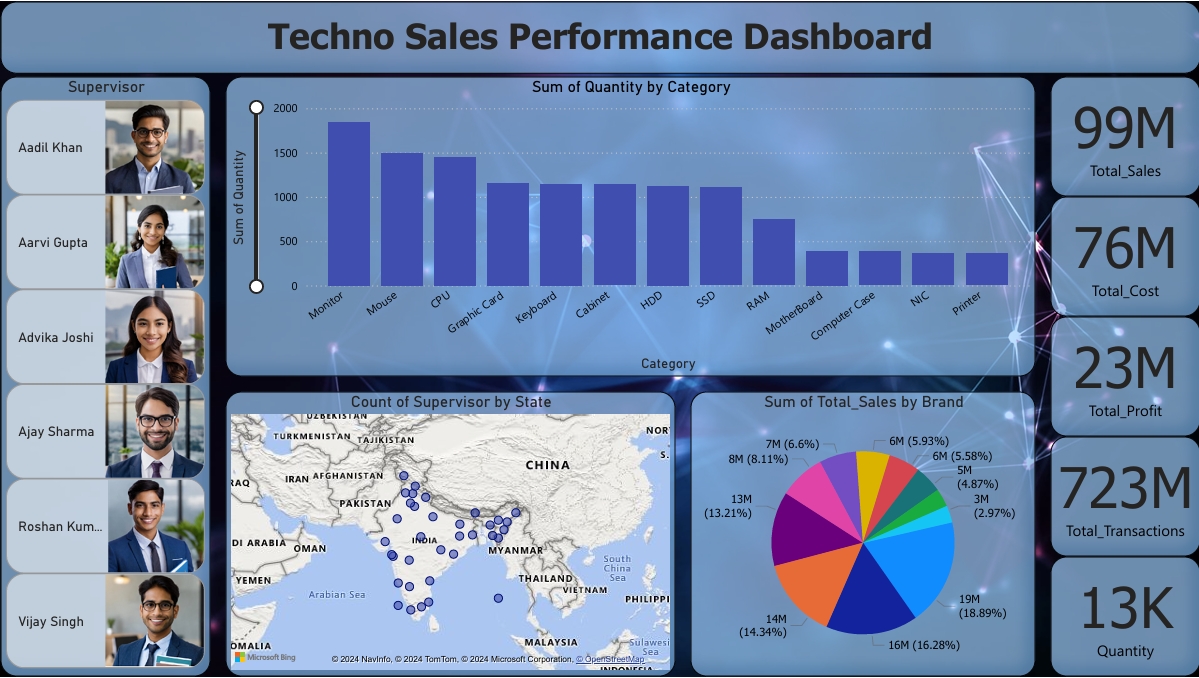 Techno Sales Performance Dashboard
Supervisor
Aadil Khan
Aarvi Gupta
Advika Joshi
Ajay Sharma
Roshan Kum...
Vijay Singh
Sum of Quantity by Category
Sum of Quantity
2000
1500
1000
500
0
Monitor
Mouse
CPU
Graphic Card
Keyboard
Cabinet
HDD
SSD
RAM
MotherBoard
Computer Case
NIC
Printer
Category
Count of Supervisor by State
UZBEKISTAN
TURKMENISTAN
TAJIKISTAN
NOR
S.
CHINA
IRAN
AFGHANISTAN
RAQ
PAKISTAN
DI ARABIA
OMAN
INDIA
MYANMAR
YEMEN
Arabian Sea
South
China
Sea
THAILAND
VIETNAM
PHILIPPI
OMALIA
MALAYSIA
Sulawesi
Sea
INDONESIA
Microsoft Bing
© 2024 NavInfo, © 2024 TomTom, © 2024 Microsoft Corporation, © OpenStreetMap
Sum of Total_Sales by Brand
7M (6.6%)
6M (5.93%)
8M (8.11%)
6M (5.58%)
5M
(4.87%)
13M
(13.21%)
3M
(2.97%)
19M
(18.89%)
14M
(14.34%)
16M (16.28%)
99M
Total_Sales
76M
Total_Cost
23M
Total_Profit
723M
Total_Transactions
13K
Quantity